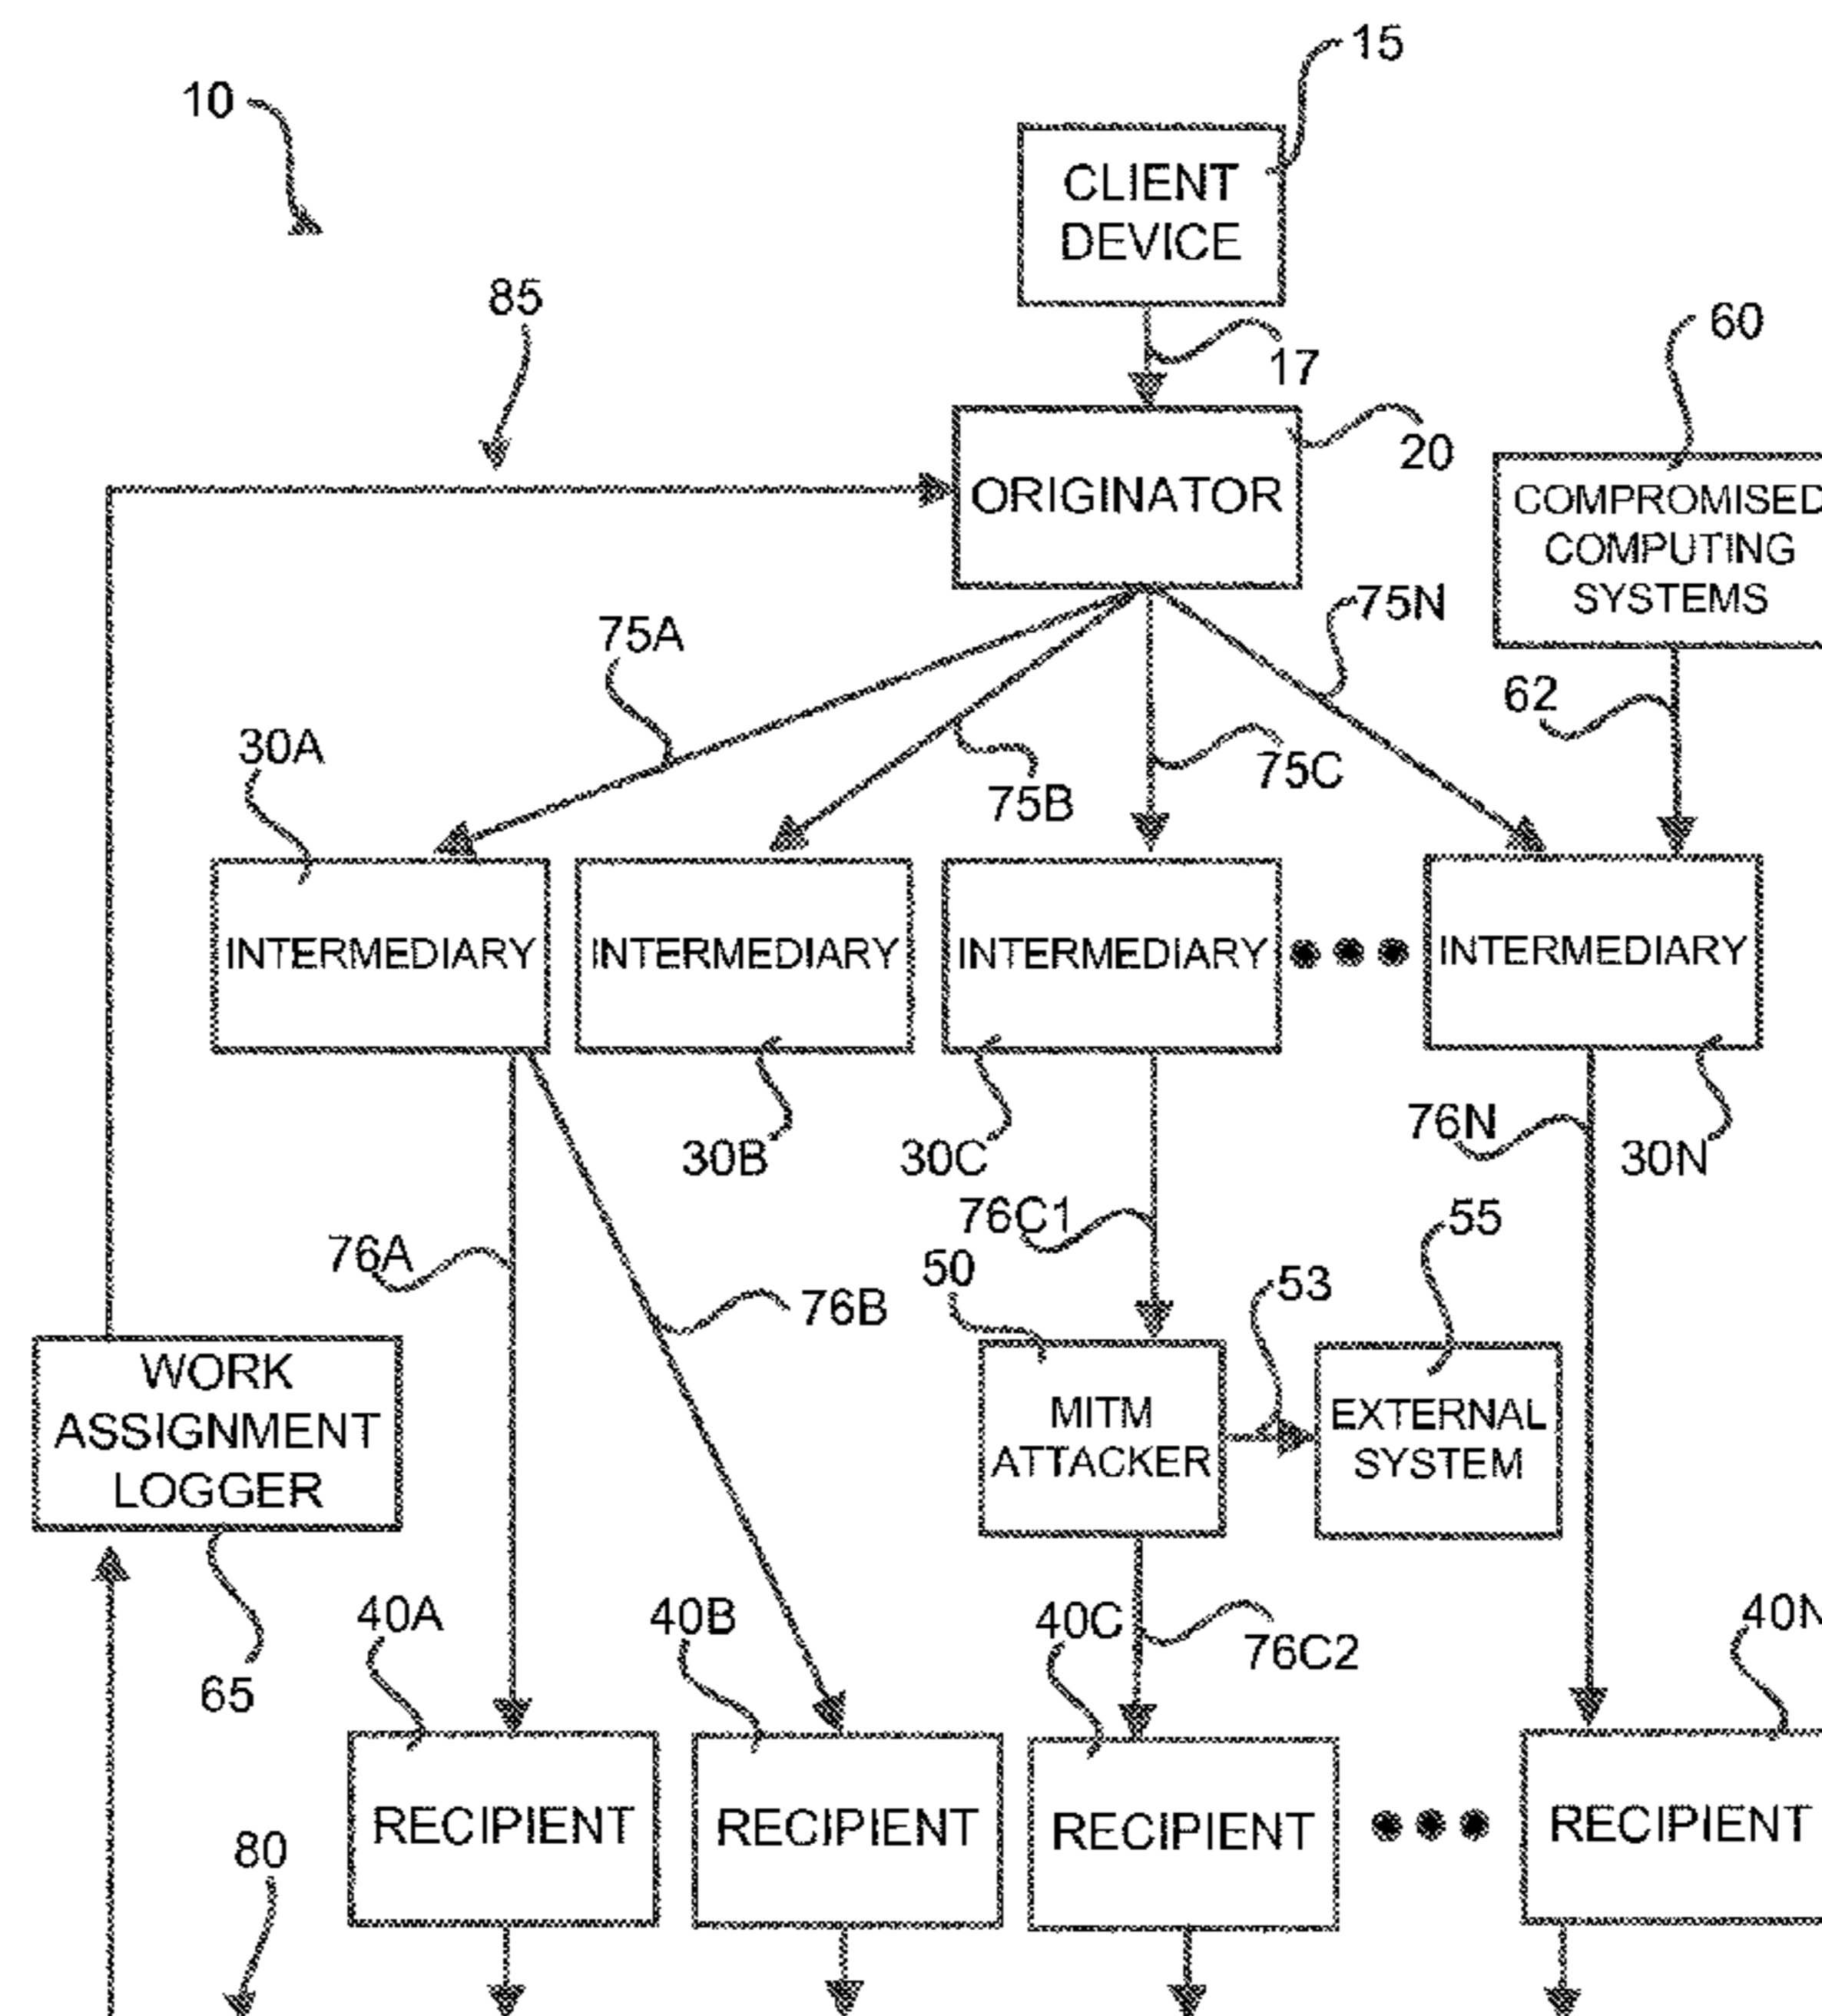 15
10
CLIENT
DEVICE
85
17
60
20
ORIGINATOR
COMPROMISED
COMPUTING
SYSTEMS
75A
75N
62
30A
75B
75C
INTERMEDIARY
INTERMEDIARY
INTERMEDIARY
INTERMEDIARY
30B
30C
76N
30N
76A
76C1
55
50
53
76B
WORK
ASSIGNMENT
LOGGER
MITM
ATTACKER
EXTERNAL
SYSTEM
40A
40B
40C
76C2
40N
65
RECIPIENT
RECIPIENT
RECIPIENT
RECIPIENT
80